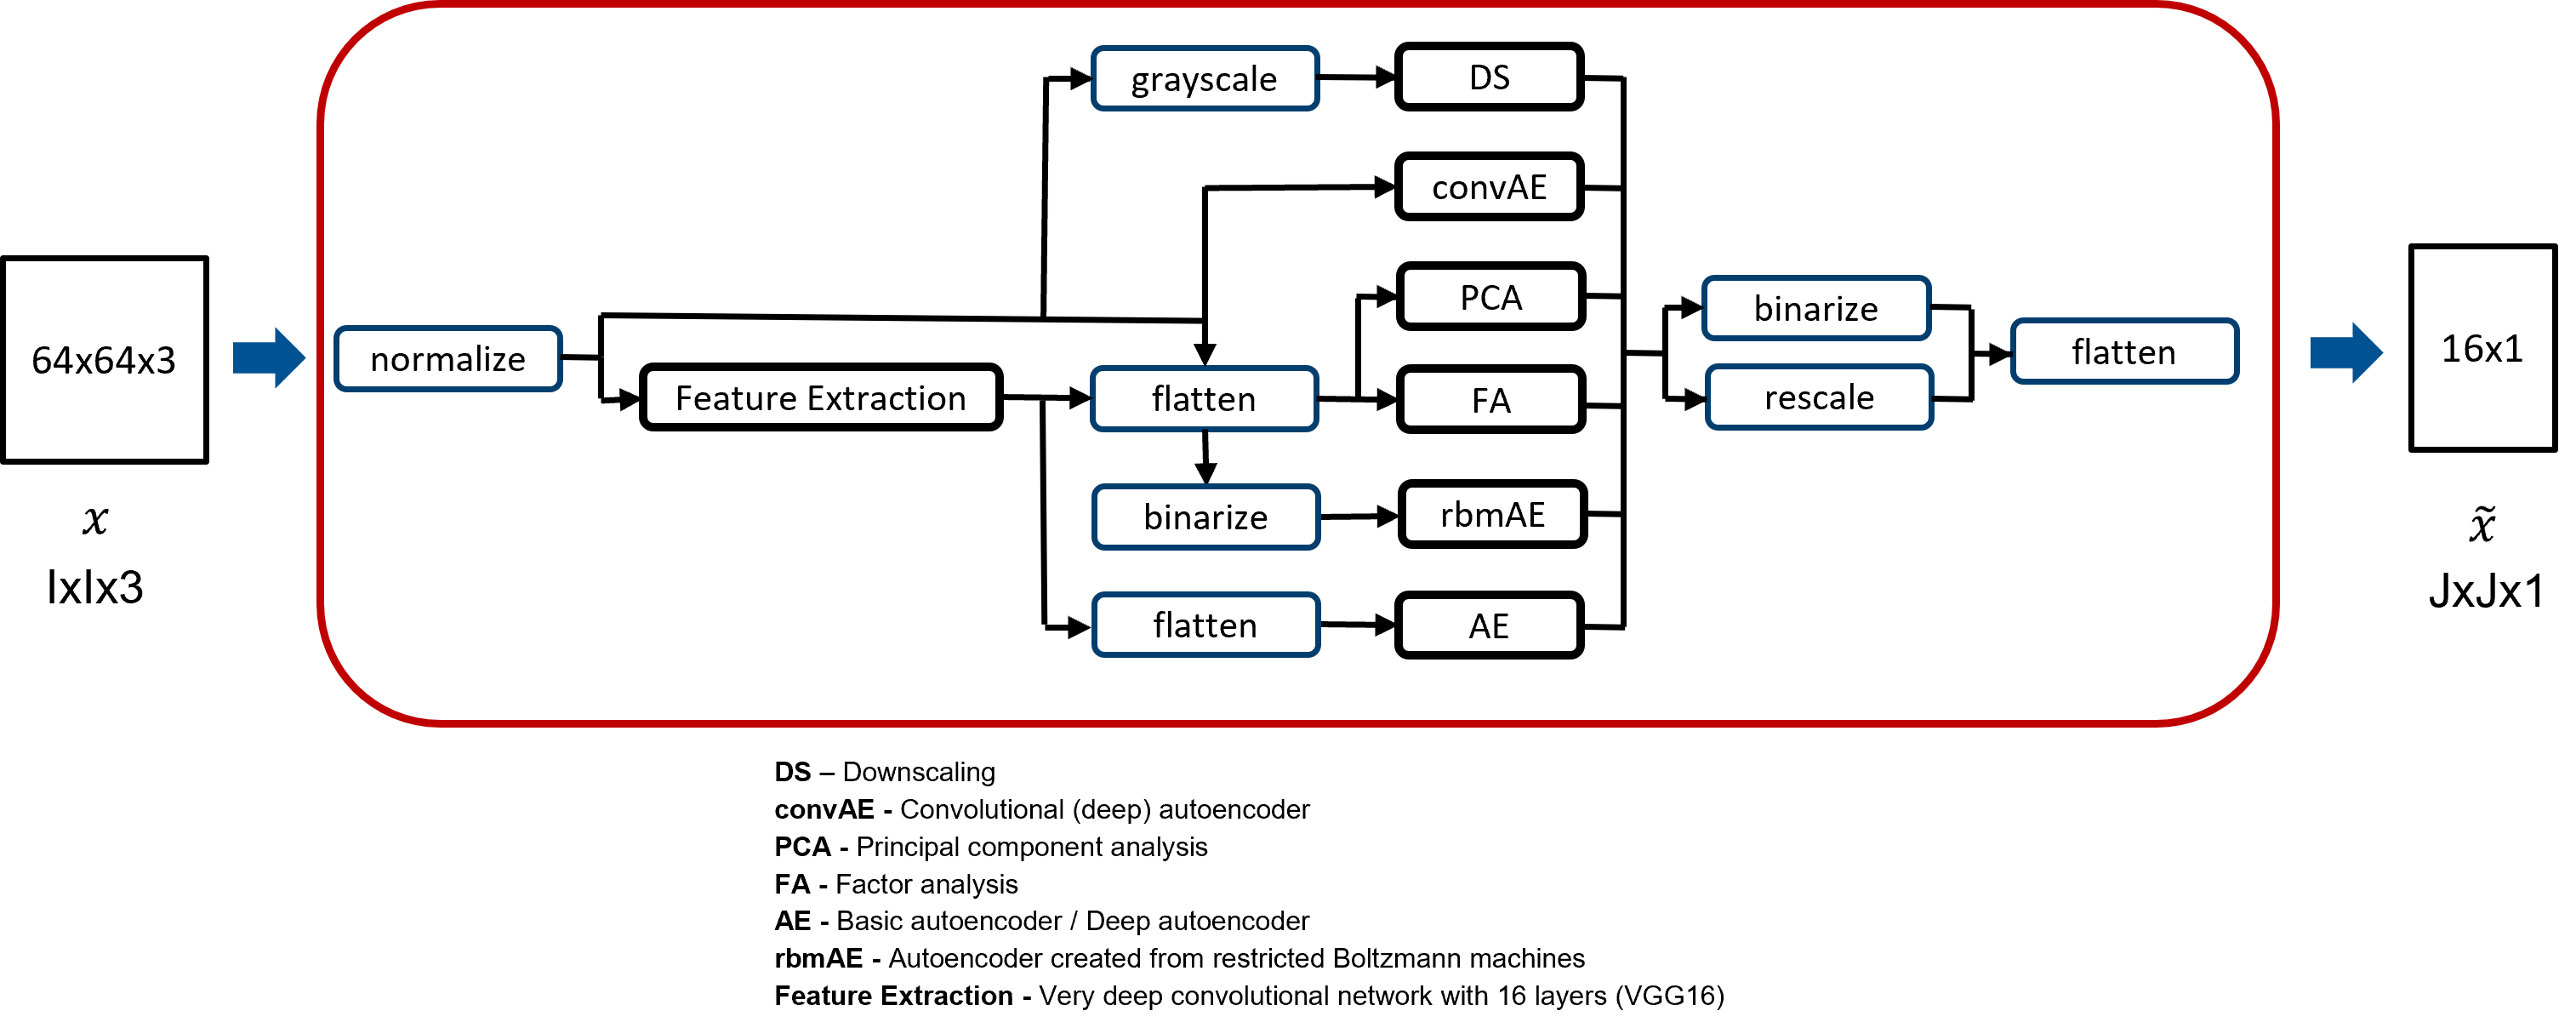 64x64x3
x
IxIx3
normalize
Feature Extraction
grayscale
flatten
binarize
flatten
DS
convAE
PCA
FA
rbmAE
AE
binarize
rescale
flatten
16x1
x̃
JxJx1
DS – Downscaling
convAE - Convolutional (deep) autoencoder
PCA - Principal component analysis
FA - Factor analysis
AE - Basic autoencoder / Deep autoencoder
rbmAE - Autoencoder created from restricted Boltzmann machines
Feature Extraction - Very deep convolutional network with 16 layers (VGG16)